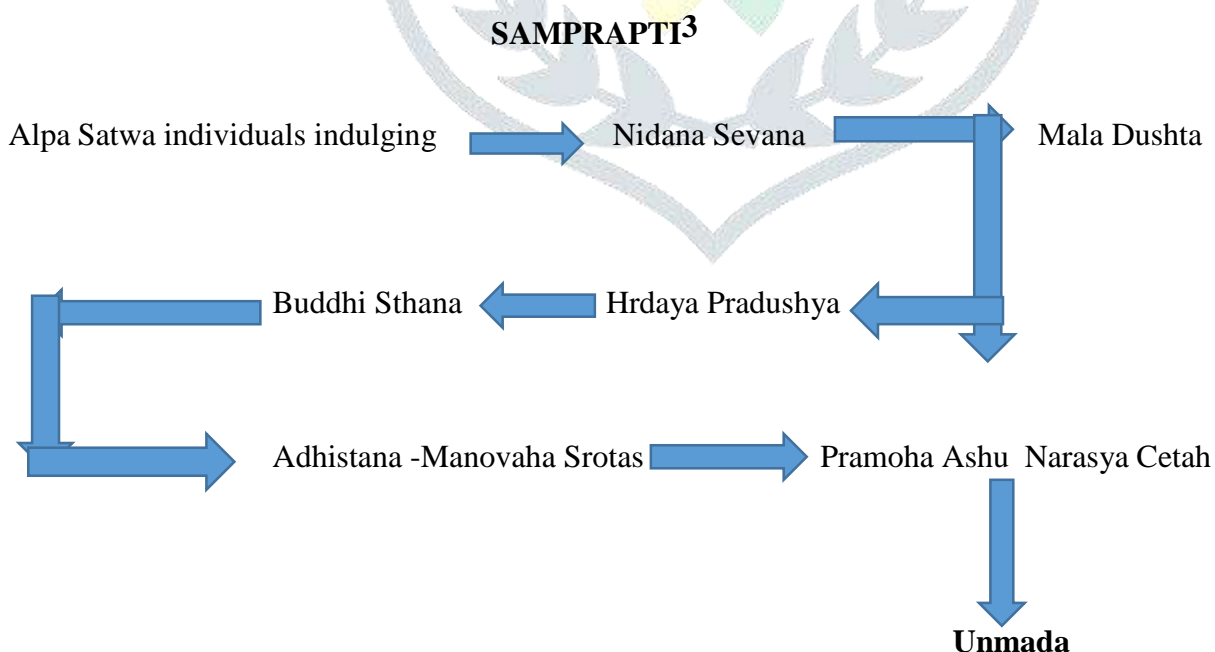 SAMPRAPTI3
Alpa Satwa individuals indulging Nidana Sevana Mala Dushta
Buddhi Sthana Hrdaya Pradushya
Adhistana -Manovaha Srotas Pramoha Ashu Narasya Cetah
Unmada